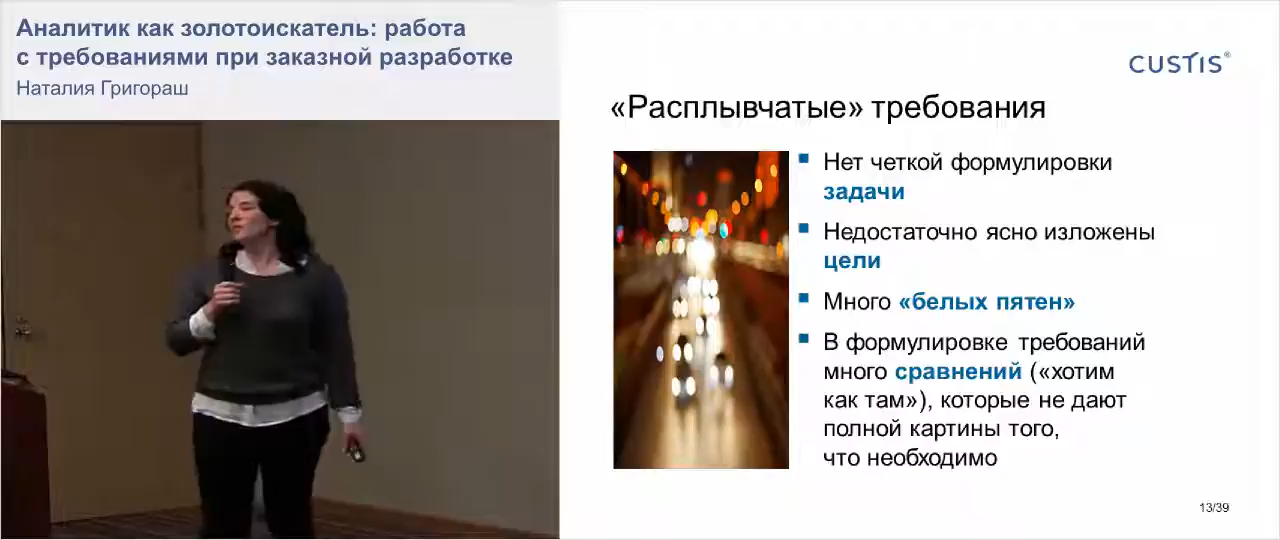 Аналитик как золотоискатель: работа
с требованиями при заказной разработке
Наталия Григораш
CUSTIS®
«Расплывчатые» требования
Нет четкой формулировки
задачи
Недостаточно ясно изложены
цели
Много «белых пятен»
В формулировке требований
много сравнений («хотим
как там»), которые не дают
полной картины того,
что необходимо
13/39